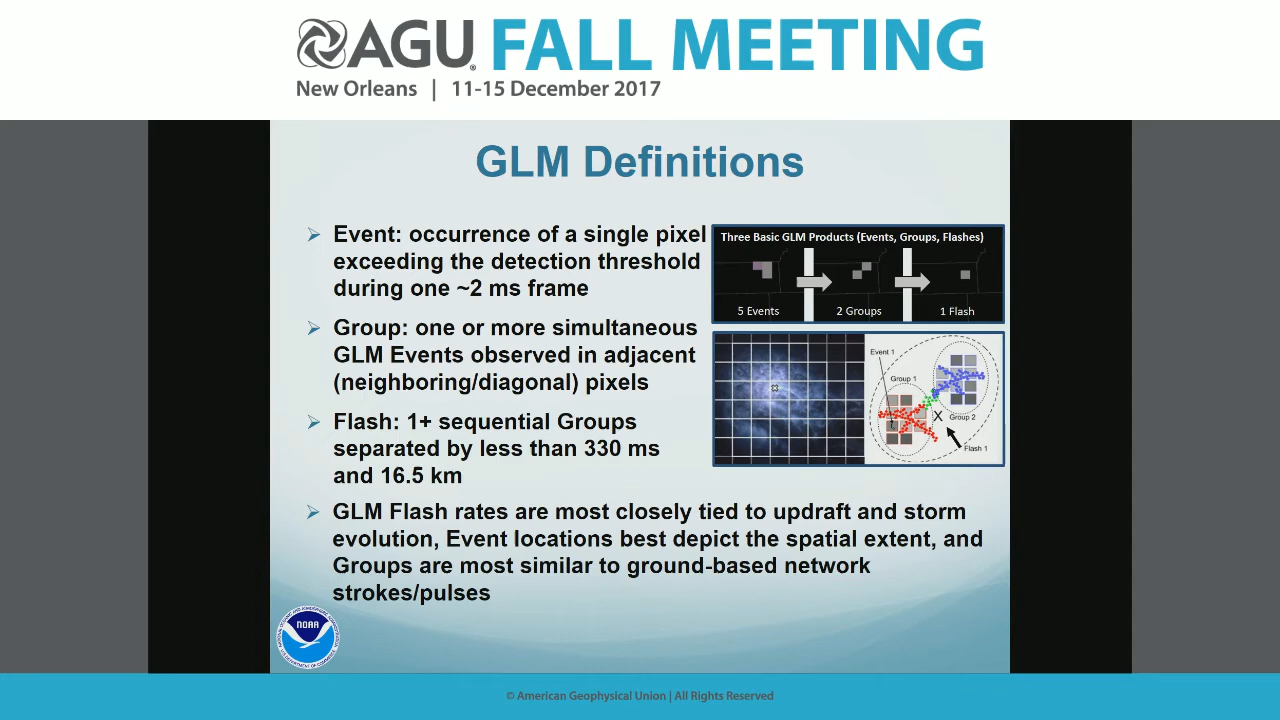 AGU FALL MEETING
New Orleans | 11-15 December 2017
GLM Definitions
Event: occurrence of a single pixel
exceeding the detection threshold
during one ~2 ms frame
Group: one or more simultaneous
GLM Events observed in adjacent
(neighboring/diagonal) pixels
Flash: 1+ sequential Groups
separated by less than 330 ms
and 16.5 km
GLM Flash rates are most closely tied to updraft and storm
evolution, Event locations best depict the spatial extent, and
Groups are most similar to ground-based network
strokes/pulses
Three Basic GLM Products (Events, Groups, Flashes)
5 Events
2 Groups
1 Flash
Event 1
Group 1
X
Group 2
Flash 1
NOAA
© American Geophysical Union | All Rights Reserved